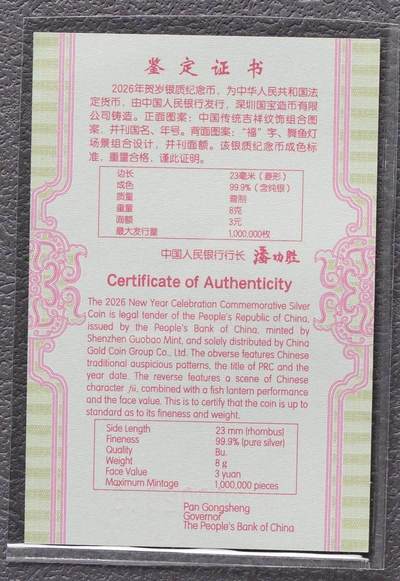 鉴定证书
2026年贺岁银质纪念币，为中华人民共和国法
定货币，由中国人民银行发行，深圳国宝造币有限
公司铸造。正面图案：中国传统吉祥纹饰组合图
案，并刊国名、年号。背面图案：“福”字、舞鱼灯
场景组合设计，并刊面额。该银质纪念币成色标
准，重量合格，谨此证明。
边长 23毫米（菱形）
成色 99.9%（含纯银）
质量 普制
重量 8克
面额 3元
最大发行量 1,000,000枚
中国人民银行行长 潘功胜
Certificate of Authenticity
The 2026 New Year Celebration Commemorative Silver
Coin is legal tender of the People's Republic of China,
issued by the People's Bank of China, minted by
Shenzhen Guobao Mint, and solely distributed by China
Gold Coin Group Co., Ltd. The obverse features Chinese
traditional auspicious patterns, the title of PRC and the
year date. The reverse features a scene of Chinese
character fú, combined with a fish lantern performance
and the face value. This is to certify that the coin is up to
standard as to its fineness and weight.
Side Length 23 mm (rhombus)
Fineness 99.9% (pure silver)
Quality Bu.
Weight 8 g
Face Value 3 yuan
Maximum Mintage 1,000,000 pieces
Pan Gongsheng
Governor
The People's Bank of China